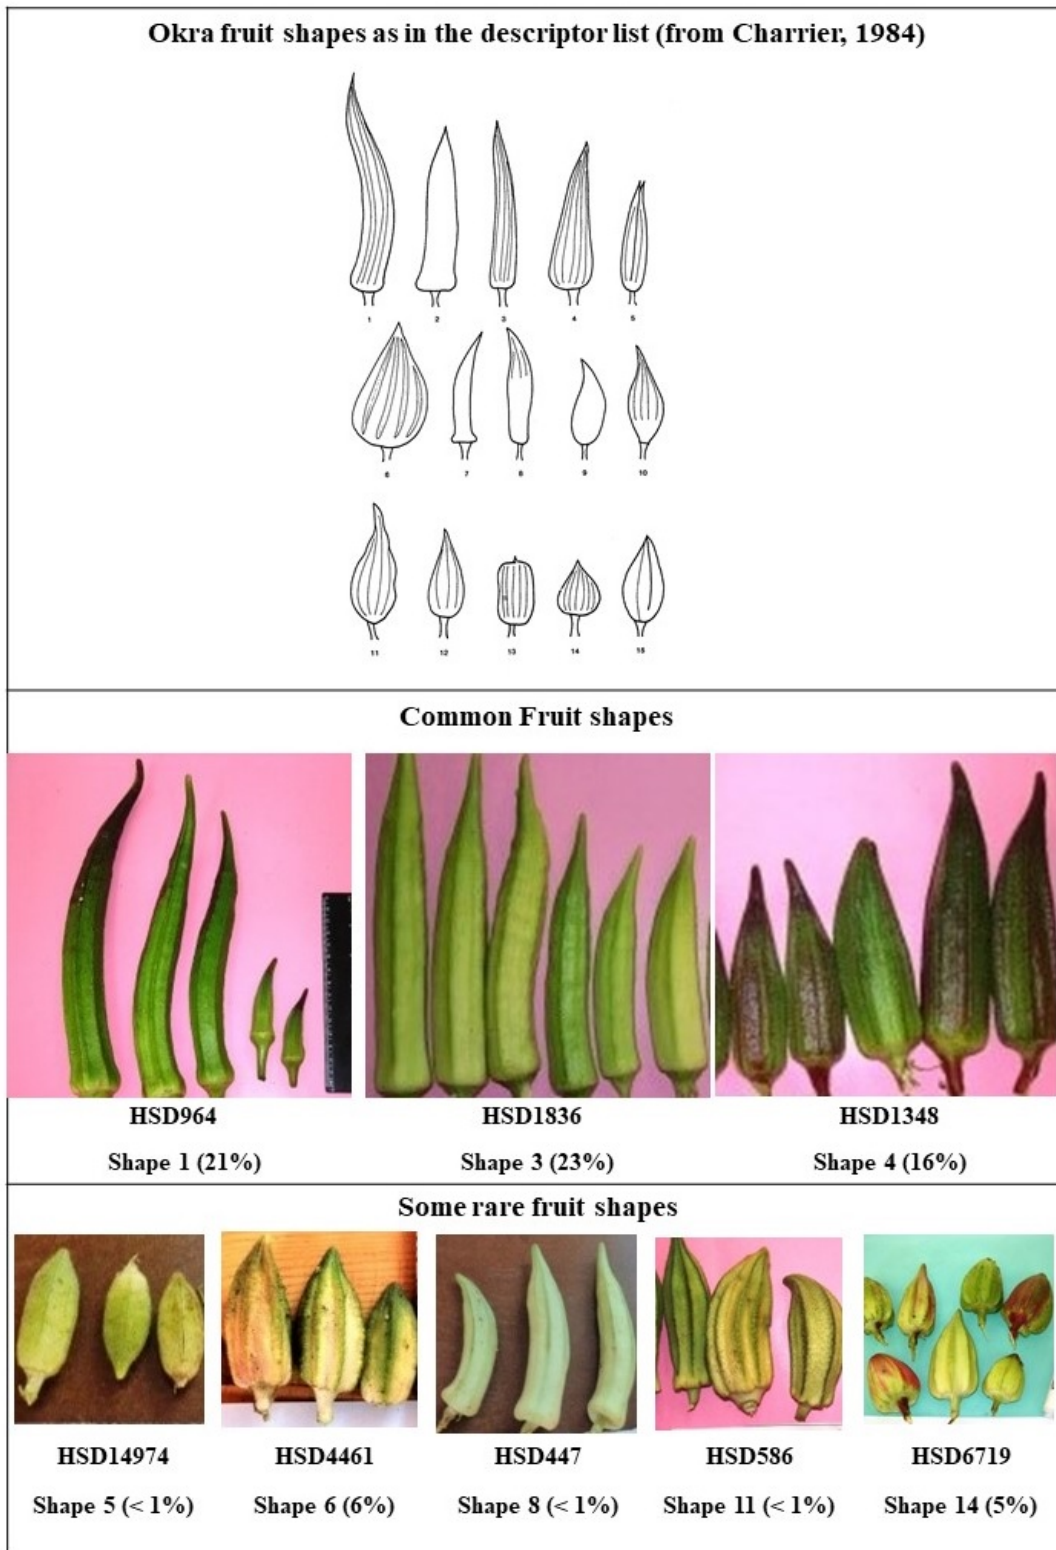 Okra fruit shapes as in the descriptor list (from Charrier, 1984)
1 2 3 4 5
6 7 8 9 10
11 12 13 14 15
Common Fruit shapes
HSD964 HSD1836 HSD1348
Shape 1 (21%) Shape 3 (23%) Shape 4 (16%)
Some rare fruit shapes
HSD14974 HSD4461 HSD447 HSD586 HSD6719
Shape 5 (< 1%) Shape 6 (6%) Shape 8 (< 1%) Shape 11 (< 1%) Shape 14 (5%)